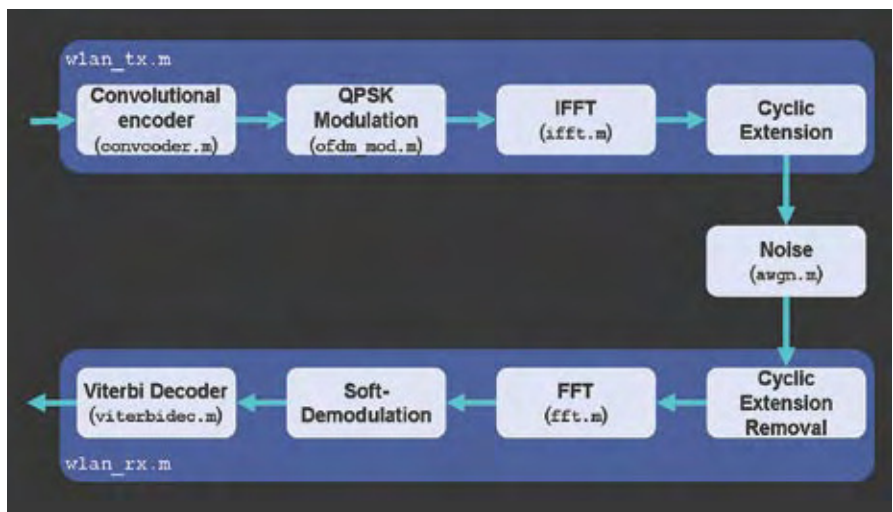 wlan_tx.m
Convolutional
encoder
(convcoder.m)
QPSK
Modulation
(ofdm_mod.m)
IFFT
(ifft.m)
Cyclic
Extension
Noise
(awgn.m)
Viterbi Decoder
(viterbidec.m)
Soft-
Demodulation
FFT
(fft.m)
Cyclic
Extension
Removal
wlan_rx.m